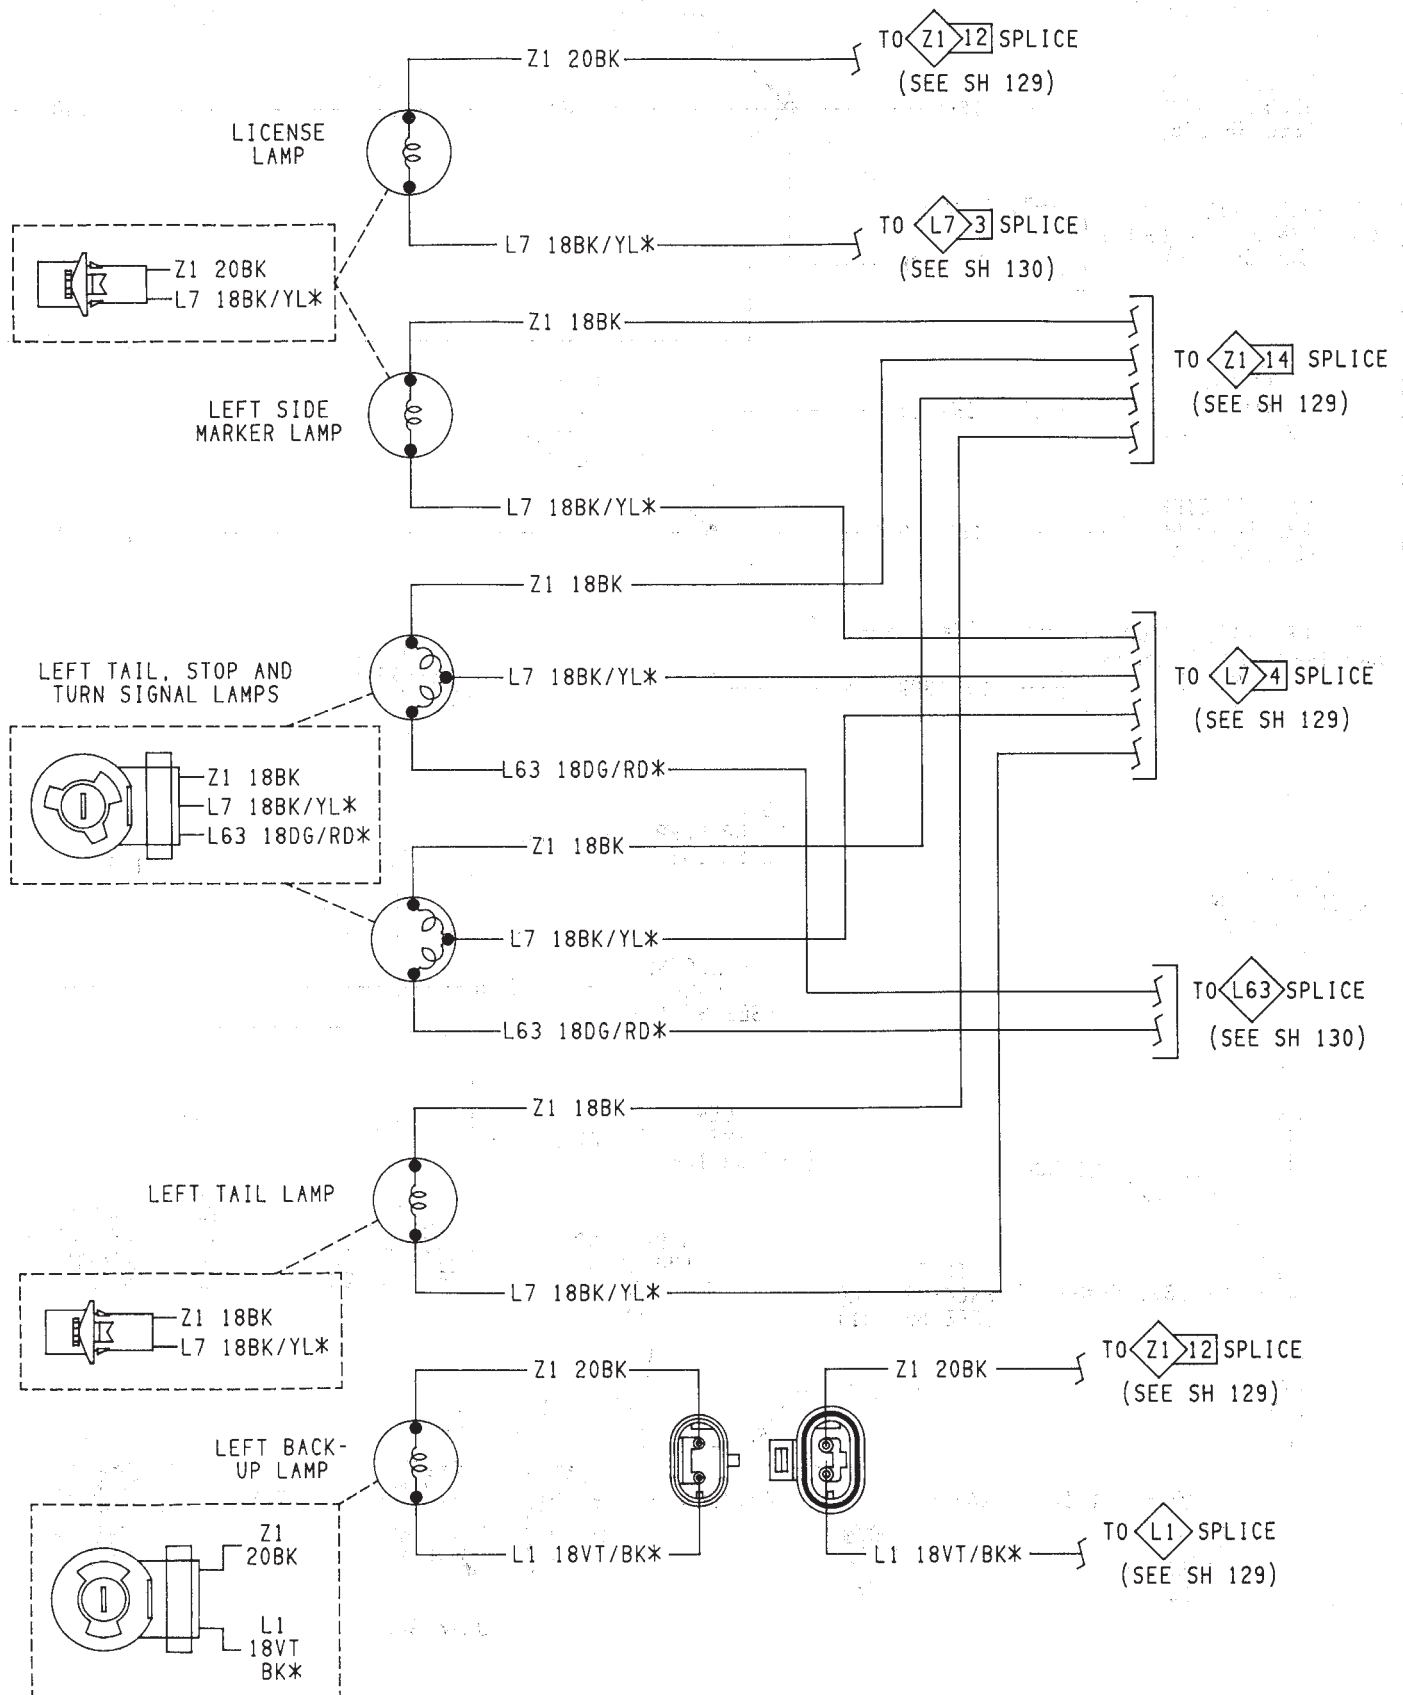 Z1 20BK
TO Z1 12 SPLICE
(SEE SH 129)
LICENSE
LAMP
L7 18BK/YL*
TO L7 3 SPLICE
(SEE SH 130)
Z1 20BK
L7 18BK/YL*
Z1 18BK
TO Z1 14 SPLICE
(SEE SH 129)
LEFT SIDE
MARKER LAMP
L7 18BK/YL*
Z1 18BK
LEFT TAIL, STOP AND
TURN SIGNAL LAMPS
L7 18BK/YL*
TO L7 4 SPLICE
(SEE SH 129)
L63 18DG/RD*
Z1 18BK
L7 18BK/YL*
L63 18DG/RD*
Z1 18BK
L7 18BK/YL*
TO L63 SPLICE
(SEE SH 130)
L63 18DG/RD*
Z1 18BK
LEFT TAIL LAMP
L7 18BK/YL*
Z1 18BK
L7 18BK/YL*
Z1 20BK
Z1 20BK
TO Z1 12 SPLICE
(SEE SH 129)
LEFT BACK-
UP LAMP
L1 18VT/BK*
L1 18VT/BK*
TO L1 SPLICE
(SEE SH 129)
Z1
20BK
L1
18VT
BK*